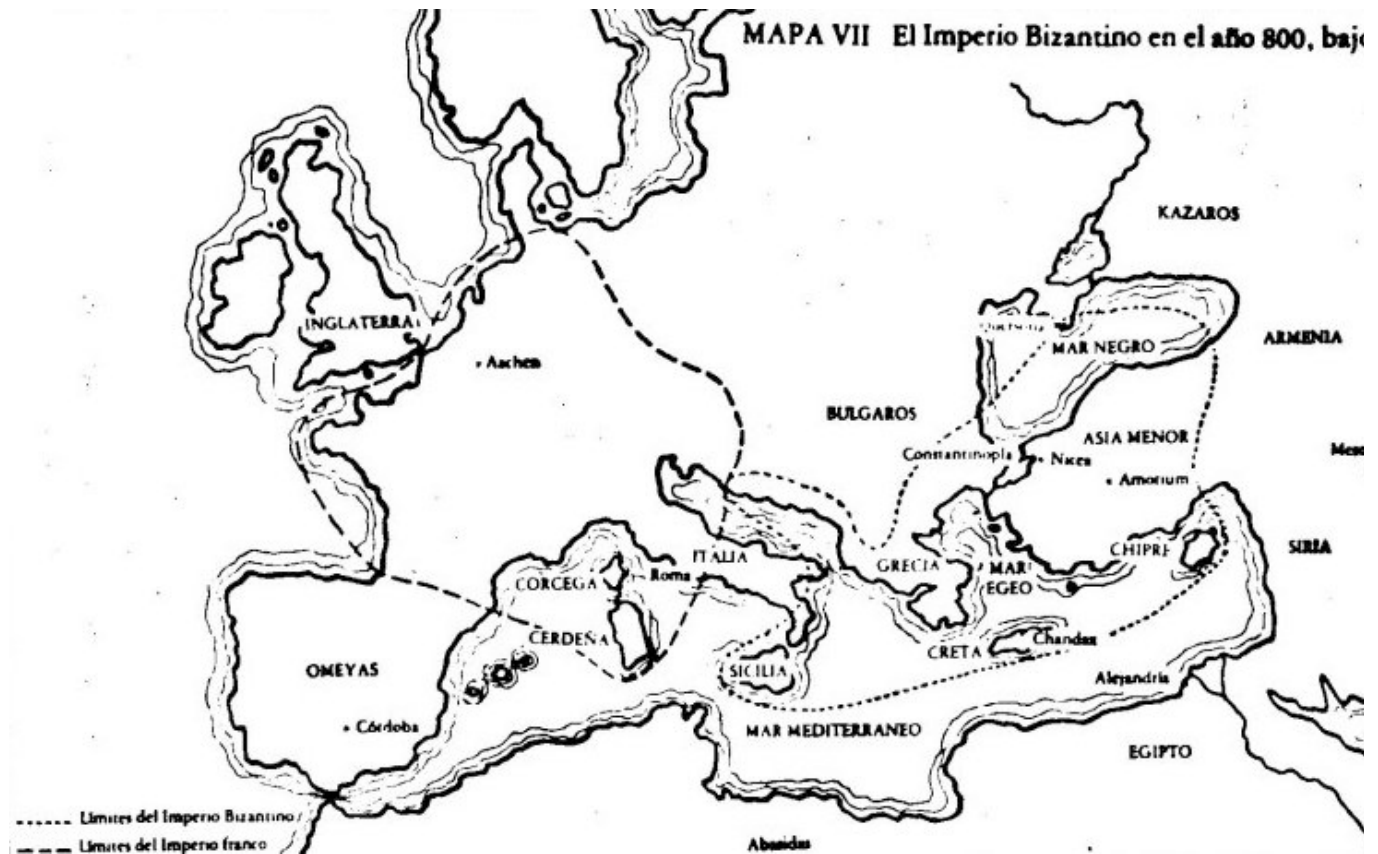 MAPA VII El Imperio Bizantino en el año 800, bajo
KAZAROS
INGLATERRA
MAR NEGRO
ARMENIA
Aachen
BULGAROS
ASIA MENOR
Constantinopla
Nicea
Amorium
ITALIA
GRECIA
CHIPRE
SIRIA
CORCEGA
Roma
MAR
EGEO
CERDEÑA
CRETA
Chandax
OMEYAS
SICILIA
Alejandría
Córdoba
MAR MEDITERRANEO
EGIPTO
Límites del Imperio Bizantino
Límites del Imperio franco
Abasidas